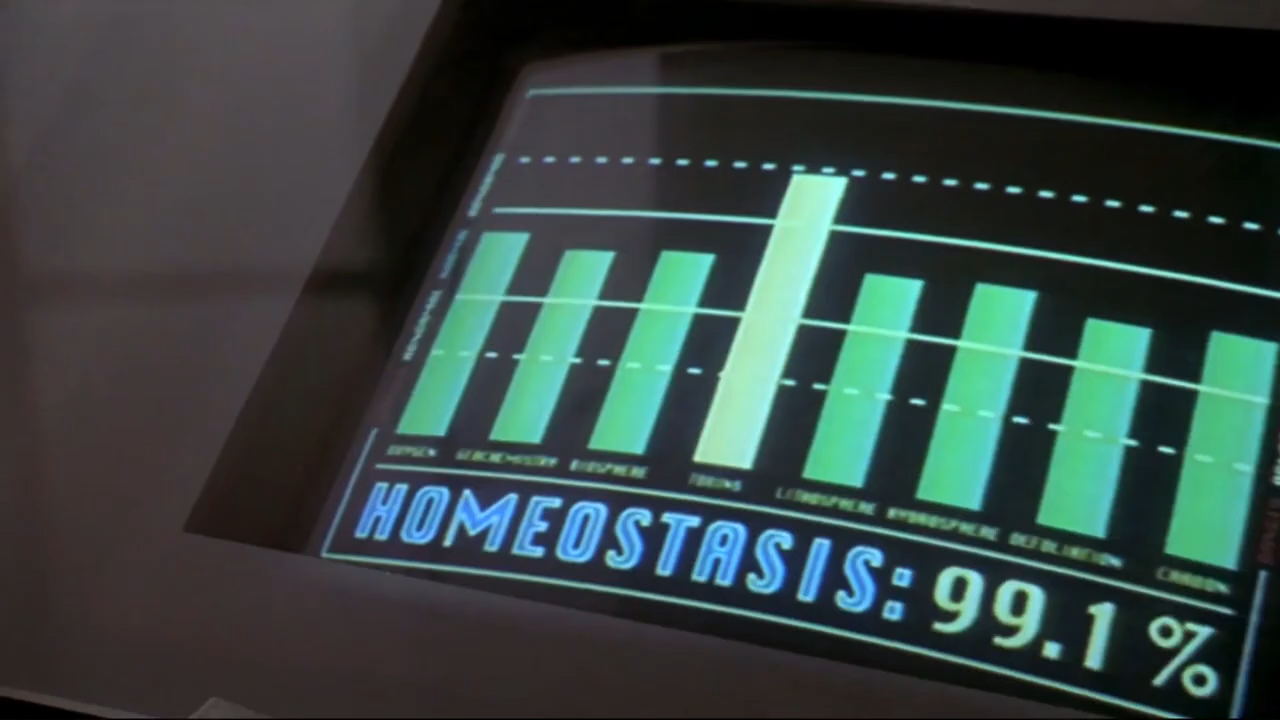 OXYGEN GEOCHEMISTRY BIOSPHERE TOXINS LITHOSPHERE HYDROSPHERE DEFOLIATION CARBON
HOMEOSTASIS: 99.1 %